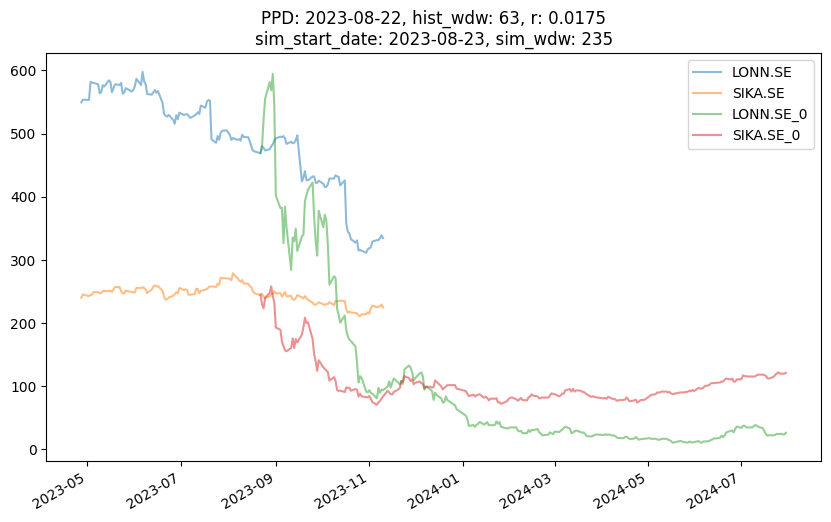 PPD: 2023-08-22, hist_wdw: 63, r: 0.0175
sim_start_date: 2023-08-23, sim_wdw: 235
LONN.SE
SIKA.SE
LONN.SE_0
SIKA.SE_0
600
500
400
300
200
100
0
2023-05
2023-07
2023-09
2023-11
2024-01
2024-03
2024-05
2024-07